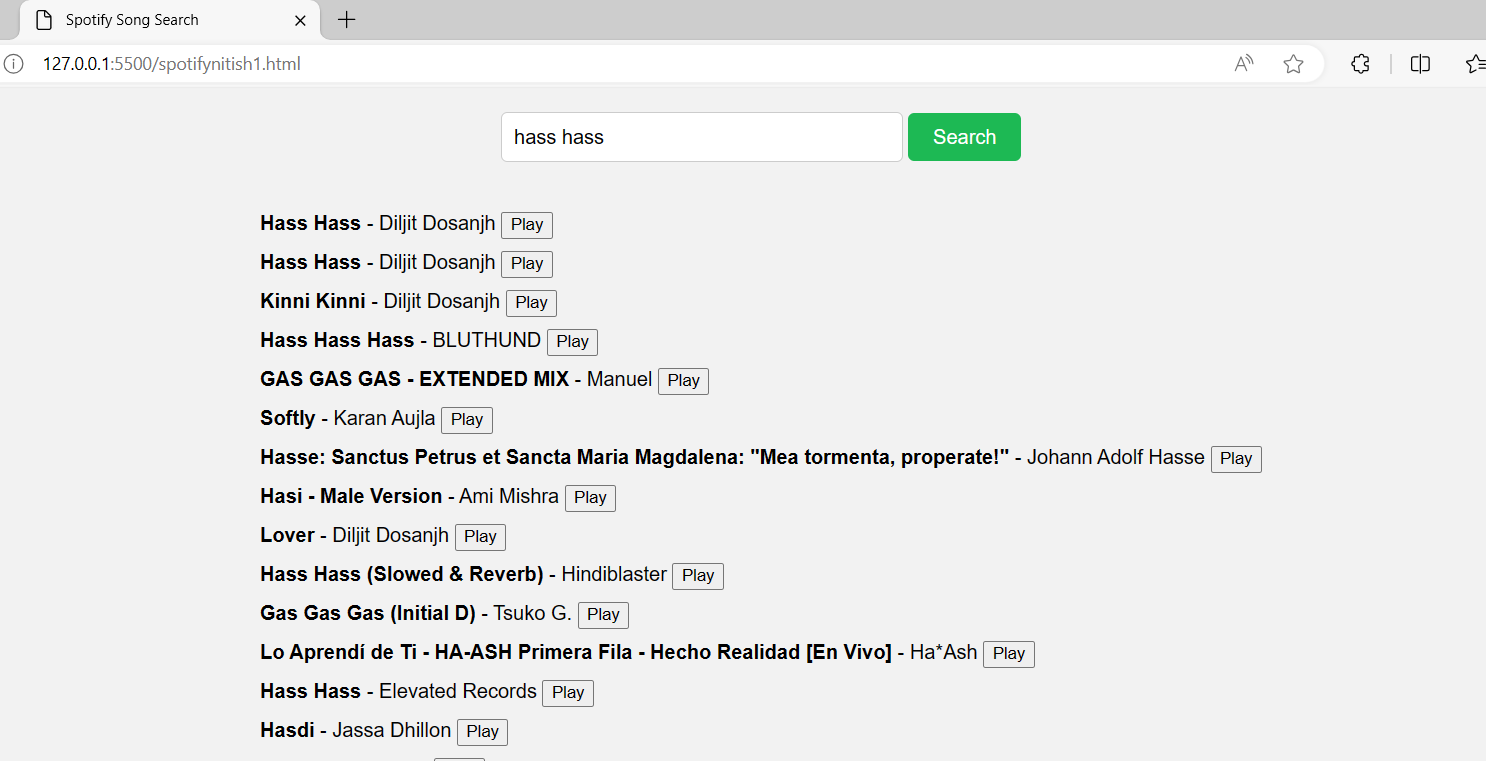 Spotify Song Search
127.0.0.1:5500/spotifynitish1.html
hass hass Search
Hass Hass - Diljit Dosanjh Play
Hass Hass - Diljit Dosanjh Play
Kinni Kinni - Diljit Dosanjh Play
Hass Hass Hass - BLUTHUND Play
GAS GAS GAS - EXTENDED MIX - Manuel Play
Softly - Karan Aujla Play
Hasse: Sanctus Petrus et Sancta Maria Magdalena: "Mea tormenta, properate!" - Johann Adolf Hasse Play
Hasi - Male Version - Ami Mishra Play
Lover - Diljit Dosanjh Play
Hass Hass (Slowed & Reverb) - Hindiblaster Play
Gas Gas Gas (Initial D) - Tsuko G. Play
Lo Aprendí de Ti - HA-ASH Primera Fila - Hecho Realidad [En Vivo] - Ha*Ash Play
Hass Hass - Elevated Records Play
Hasdi - Jassa Dhillon Play